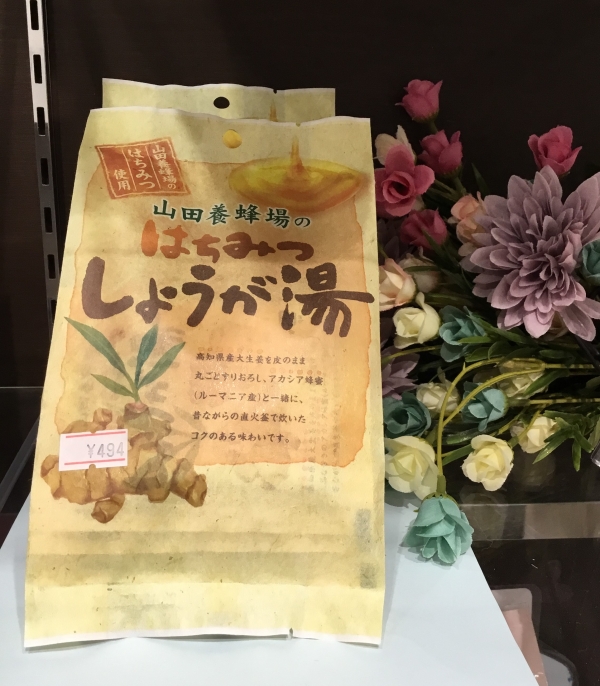 山田養蜂場の
はちみつ
使用
山田養蜂場の
はちみつ
しょうが湯
高知県産大生姜を皮のまま
丸ごとすりおろし、アカシア蜂蜜
(ルーマニア産)と一緒に、
昔ながらの直火釜で炊いた
コクのある味わいです。
¥494